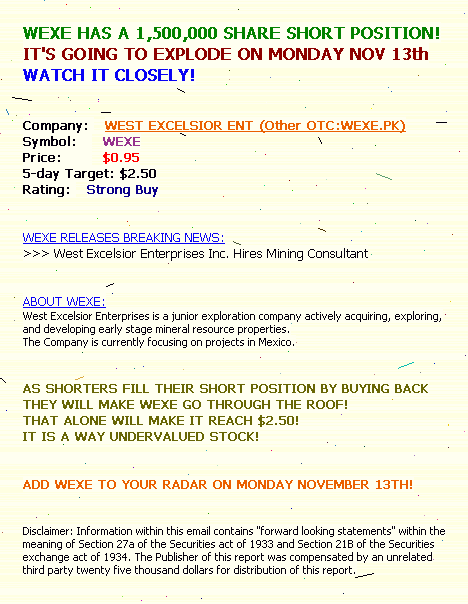 WEXE HAS A 1,500,000 SHARE SHORT POSITION!
IT'S GOING TO EXPLODE ON MONDAY NOV 13th
WATCH IT CLOSELY!
Company: WEST EXCELSIOR ENT (Other OTC:WEXE.PK)
Symbol: WEXE
Price: $0.95
5-day Target: $2.50
Rating: Strong Buy
WEXE RELEASES BREAKING NEWS:
>>> West Excelsior Enterprises Inc. Hires Mining Consultant
ABOUT WEXE:
West Excelsior Enterprises is a junior exploration company actively acquiring, exploring,
and developing early stage mineral resource properties.
The Company is currently focusing on projects in Mexico.
AS SHORTERS FILL THEIR SHORT POSITION BY BUYING BACK
THEY WILL MAKE WEXE GO THROUGH THE ROOF!
THAT ALONE WILL MAKE IT REACH $2.50!
IT IS A WAY UNDERVALUED STOCK!
ADD WEXE TO YOUR RADAR ON MONDAY NOVEMBER 13TH!
Disclaimer: Information within this email contains "forward looking statements" within the
meaning of Section 27a of the Securities act of 1933 and Section 21B of the Securities
exchange act of 1934. The Publisher of this report was compensated by an unrelated
third party twenty five thousand dollars for distribution of this report.